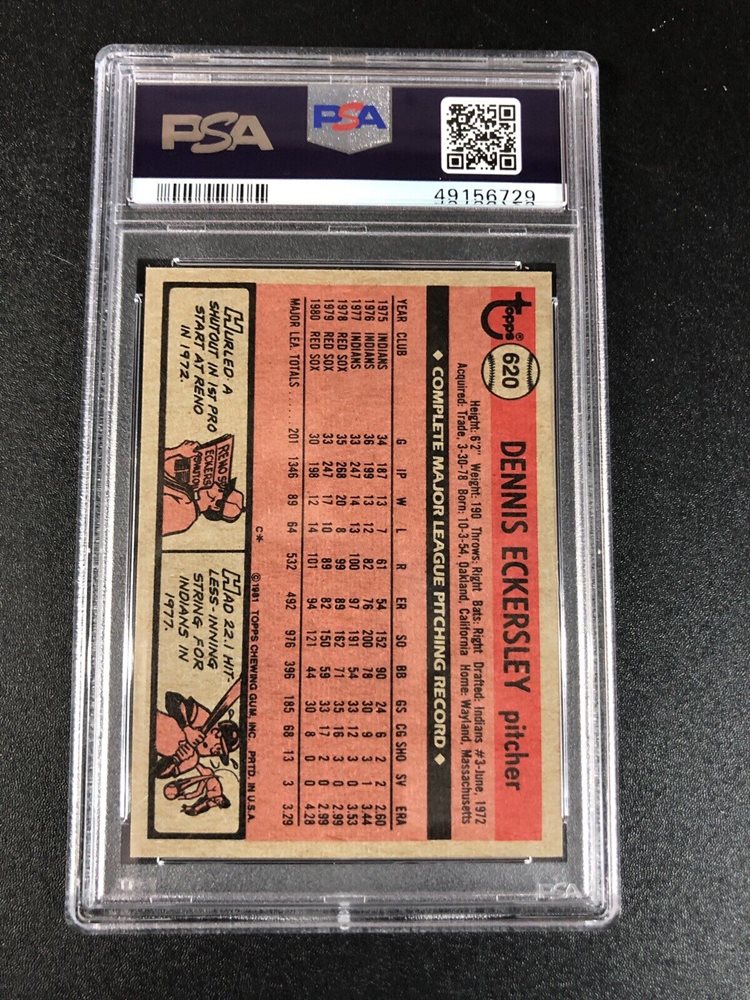 PSA
PSA
49156729
Topps®
620
DENNIS ECKERSLEY pitcher
Height: 6'2" Weight: 190 Throws: Right Bats: Right Drafted: Indians #3-June, 1972
Acquired: Trade, 3-30-78 Born: 10-3-54, Oakland, California Home: Wayland, Massachusetts
◆ COMPLETE MAJOR LEAGUE PITCHING RECORD ◆
YEAR CLUB G IP W L R ER SO BB GS CG SHO SV ERA
1975 INDIANS 34 187 13 7 61 54 152 90 24 6 2 2 2.60
1976 INDIANS 36 199 13 12 82 76 200 78 30 9 3 1 3.44
1977 INDIANS 33 247 14 13 100 97 191 54 33 12 3 0 3.53
1978 RED SOX 35 268 20 8 99 89 162 71 35 16 3 0 2.99
1979 RED SOX 33 247 17 10 89 82 150 59 33 17 2 0 2.99
1980 RED SOX 30 198 12 14 101 94 121 44 30 8 0 0 4.28
MAJOR LEA. TOTALS...... 201 1346 89 64 532 492 976 396 185 68 13 3 3.29
C* ©1981 TOPPS CHEWING GUM, INC. PRTD. IN U.S.A.
HURLED A
SHUTOUT IN 1ST PRO
START AT RENO
IN 1972.
RENO
ECKERS
HAD 22.1 HIT-
LESS-INNING
STRING FOR
INDIANS IN
1977.
PSA